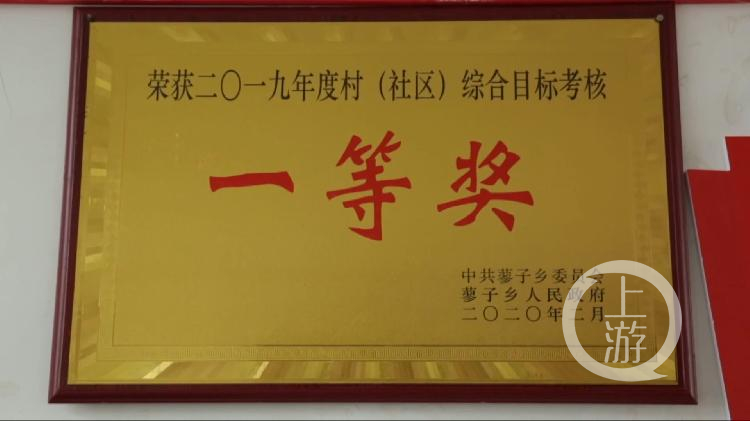 荣获二〇一九年度村（社区）综合目标考核
一等奖
中共蓼子乡委员会
蓼子乡人民政府
二〇二〇年二月
上游